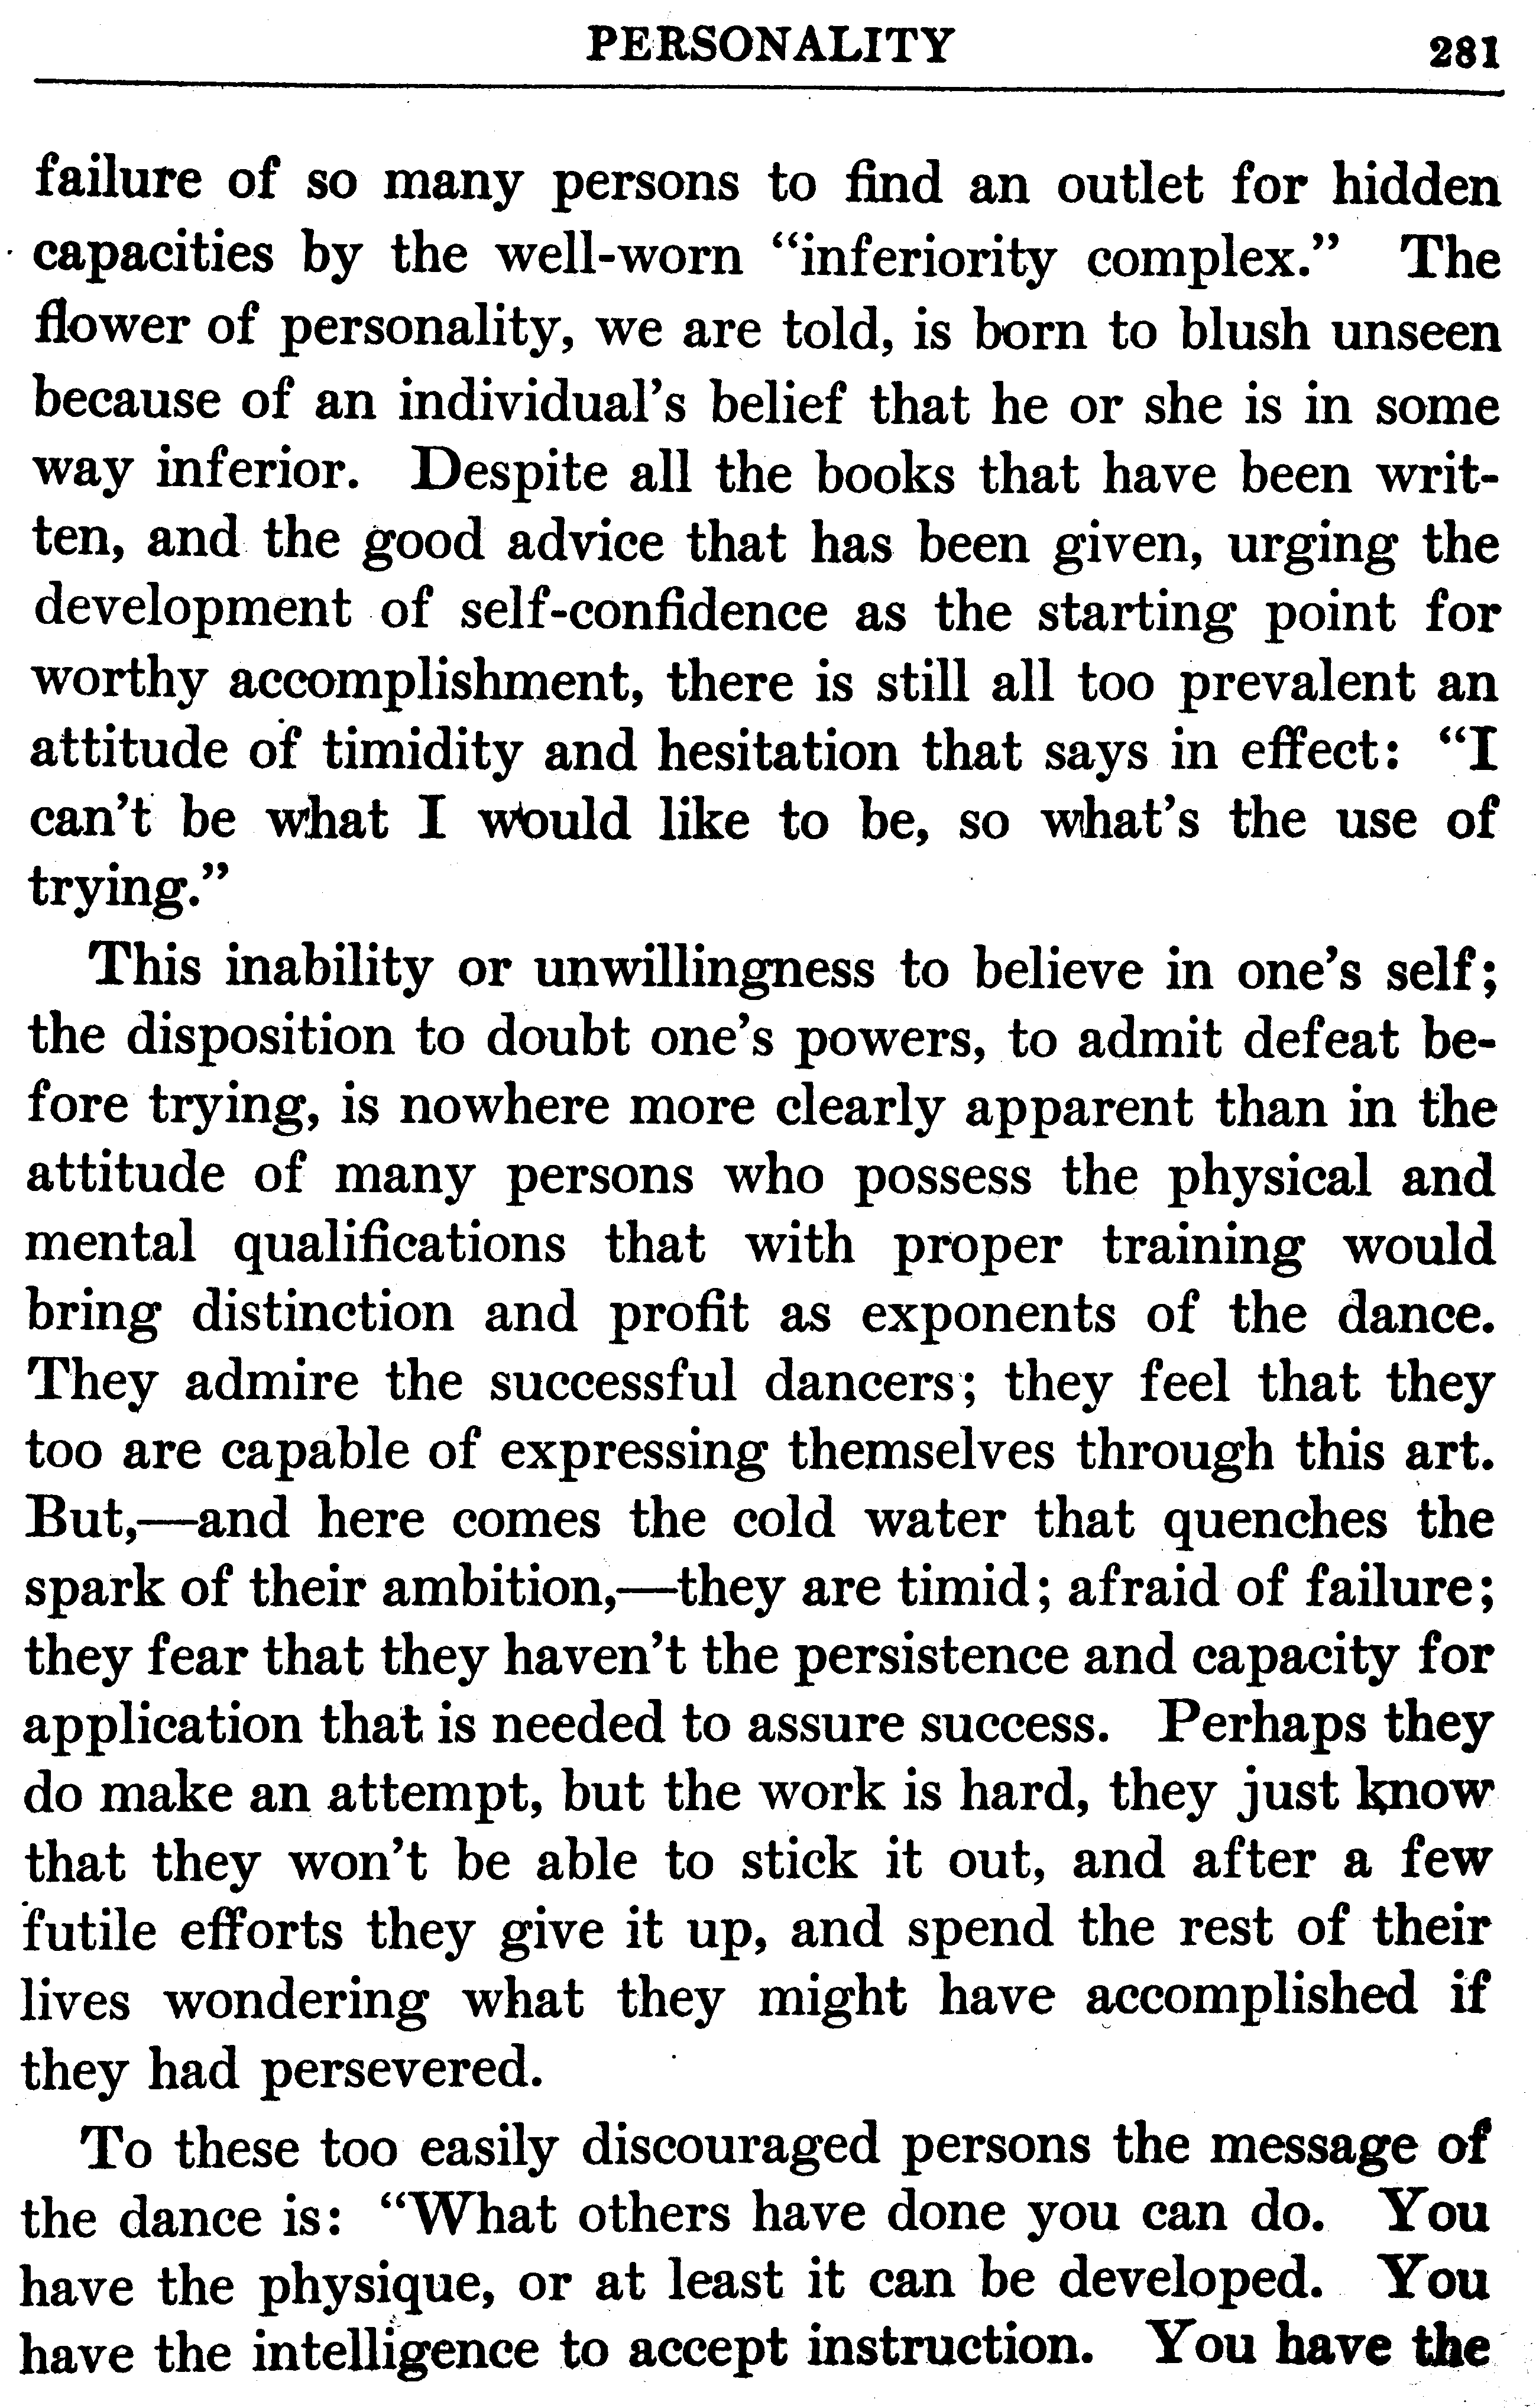 PERSONALITY 281
failure of so many persons to find an outlet for hidden
capacities by the well-worn “inferiority complex.” The
flower of personality, we are told, is born to blush unseen
because of an individual’s belief that he or she is in some
way inferior. Despite all the books that have been writ-
ten, and the good advice that has been given, urging the
development of self-confidence as the starting point for
worthy accomplishment, there is still all too prevalent an
attitude of timidity and hesitation that says in effect: “I
can’t be what I would like to be, so what’s the use of
trying.”
This inability or unwillingness to believe in one’s self;
the disposition to doubt one’s powers, to admit defeat be-
fore trying, is nowhere more clearly apparent than in the
attitude of many persons who possess the physical and
mental qualifications that with proper training would
bring distinction and profit as exponents of the dance.
They admire the successful dancers; they feel that they
too are capable of expressing themselves through this art.
But,—and here comes the cold water that quenches the
spark of their ambition,—they are timid; afraid of failure;
they fear that they haven’t the persistence and capacity for
application that is needed to assure success. Perhaps they
do make an attempt, but the work is hard, they just know
that they won’t be able to stick it out, and after a few
futile efforts they give it up, and spend the rest of their
lives wondering what they might have accomplished if
they had persevered.
To these too easily discouraged persons the message of
the dance is: “What others have done you can do. You
have the physique, or at least it can be developed. You
have the intelligence to accept instruction. You have the